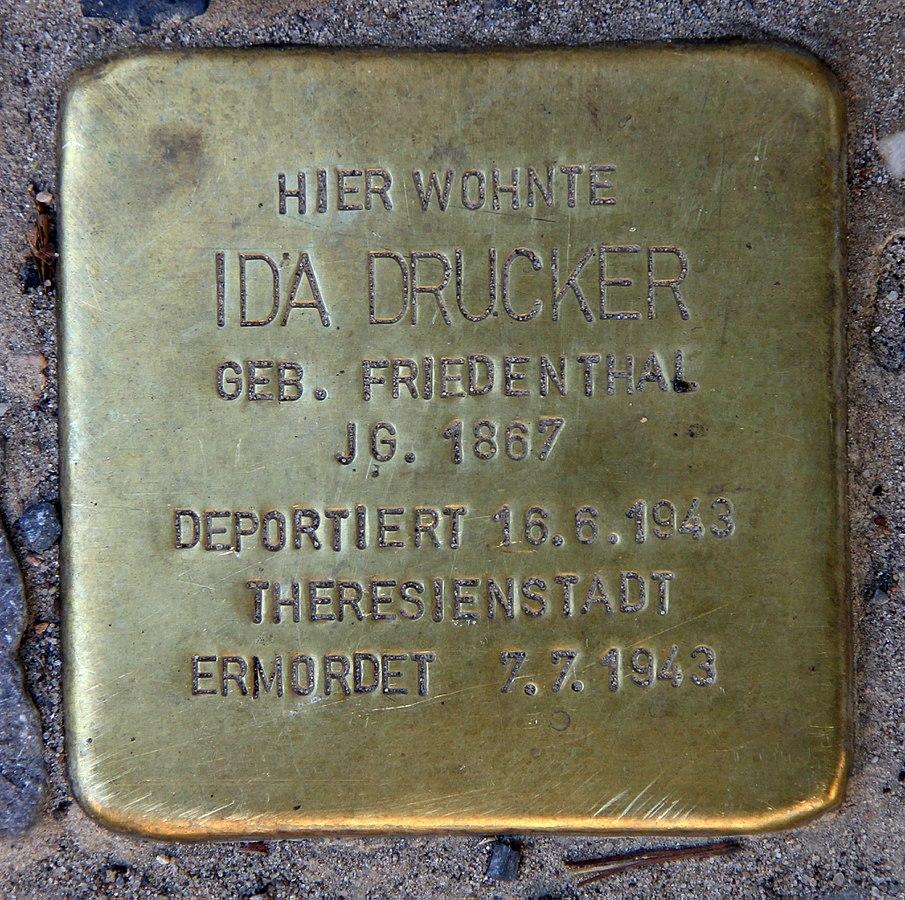 HIER WOHNTE
IDA DRUCKER
GEB. FRIEDENTHAL
JG. 1867
DEPORTIERT 16.6.1943
THERESIENSTADT
ERMORDET 7.7.1943